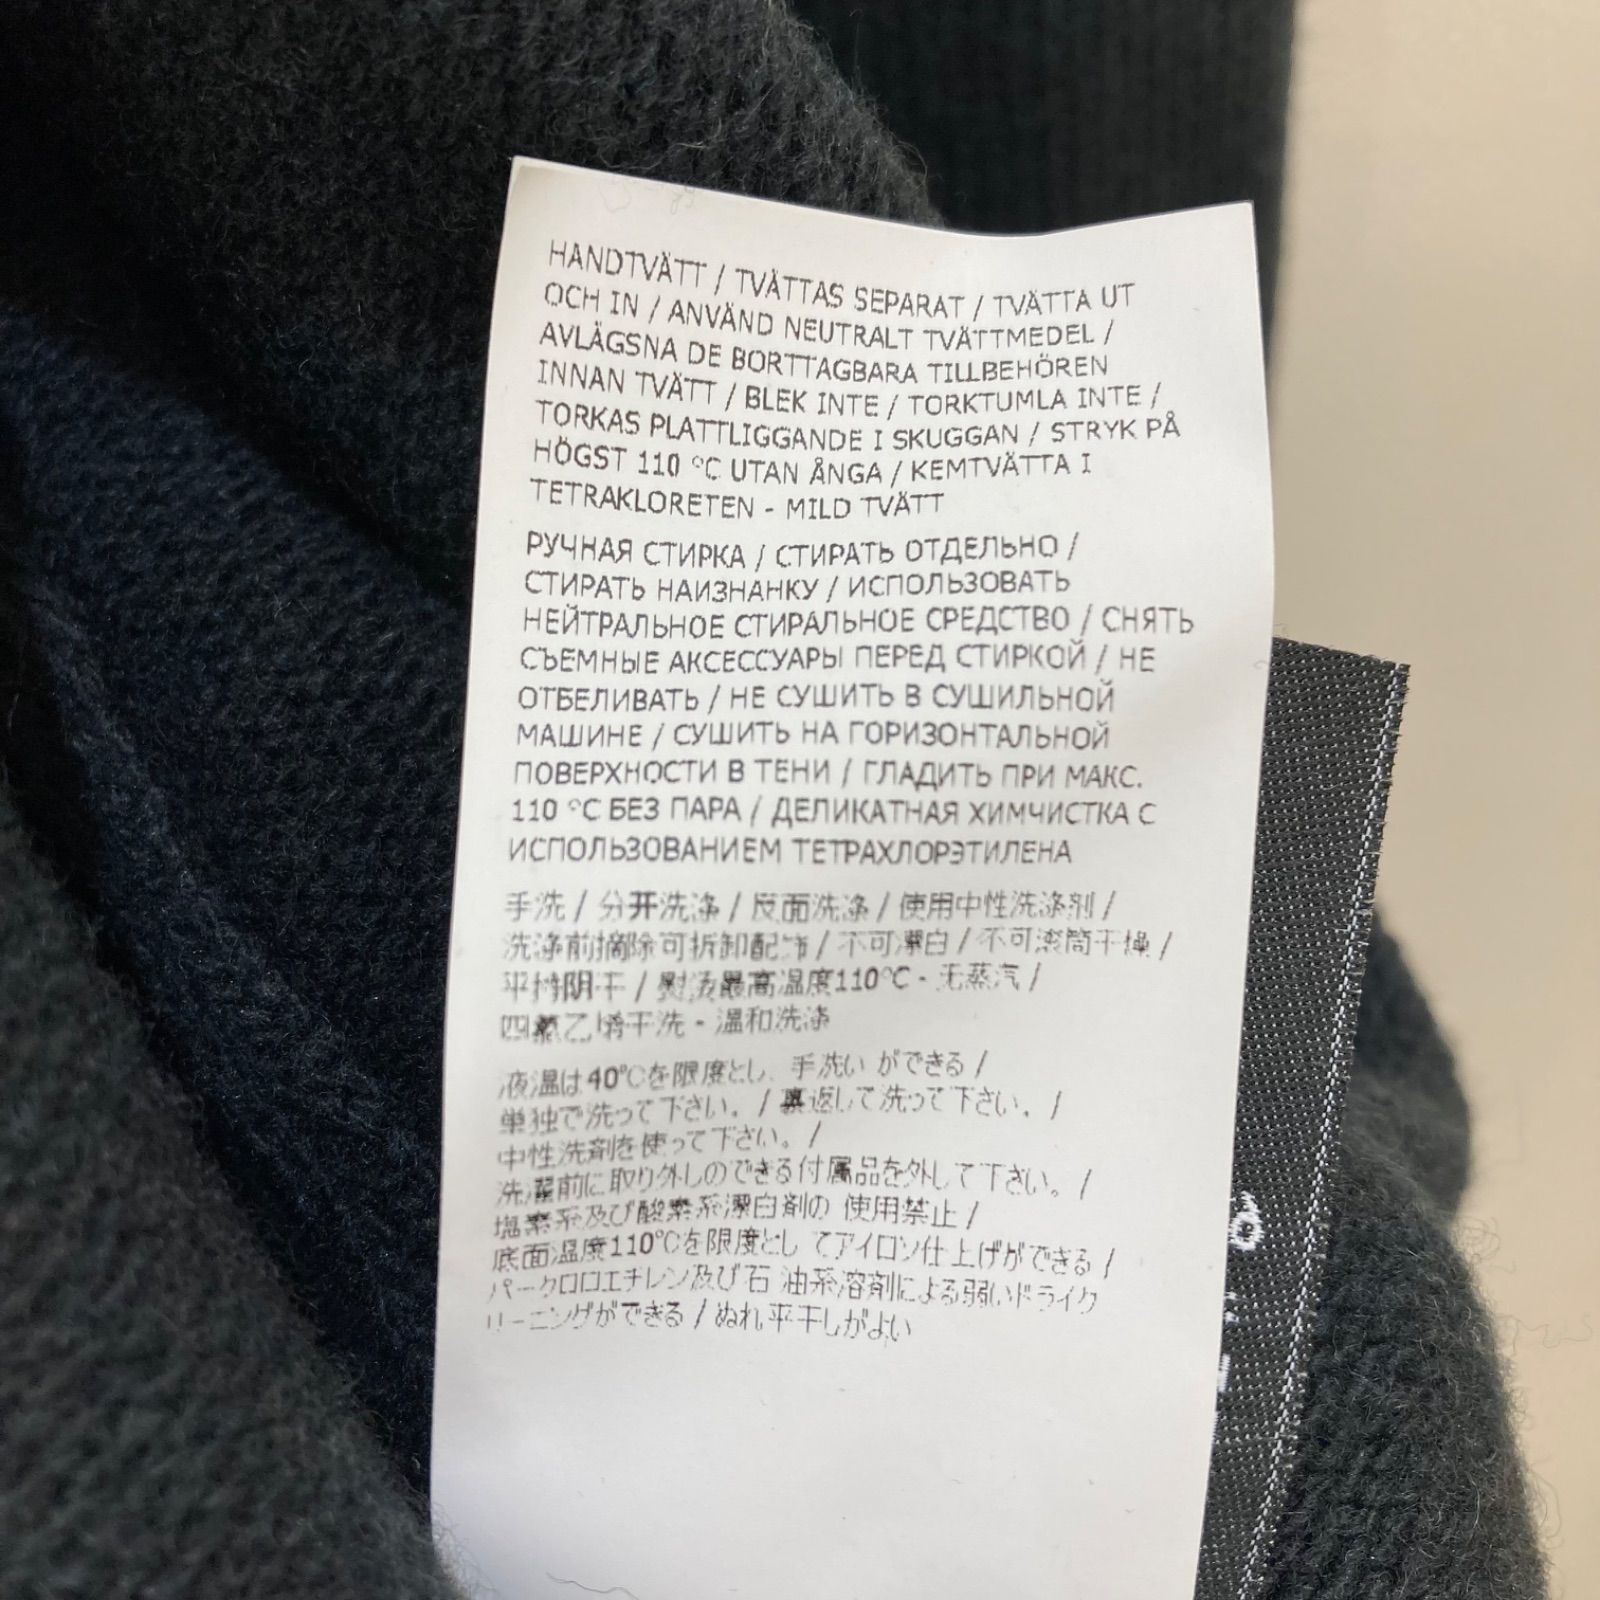 HANDTVÄTT / TVÄTTAS SEPARAT / TVÄTTA UT
OCH IN / ANVÄND NEUTRALT TVÄTTMEDEL /
AVLÄGSNA DE BORTTAGBARA TILLBEHÖREN
INNAN TVÄTT / BLEK INTE / TORKTUMLA INTE /
TORKAS PLATTLIGGANDE I SKUGGAN / STRYK PÅ
HÖGST 110 °C UTAN ÅNGA / KEMTVÄTTA I
TETRAKLORETEN - MILD TVÄTT
РУЧНАЯ СТИРКА / СТИРАТЬ ОТДЕЛЬНО /
СТИРАТЬ НАИЗНАНКУ / ИСПОЛЬЗОВАТЬ
НЕЙТРАЛЬНОЕ СТИРАЛЬНОЕ СРЕДСТВО / СНЯТЬ
СЪЕМНЫЕ АКСЕССУАРЫ ПЕРЕД СТИРКОЙ / НЕ
ОТБЕЛИВАТЬ / НЕ СУШИТЬ В СУШИЛЬНОЙ
МАШИНЕ / СУШИТЬ НА ГОРИЗОНТАЛЬНОЙ
ПОВЕРХНОСТИ В ТЕНИ / ГЛАДИТЬ ПРИ МАКС.
110 °C БЕЗ ПАРА / ДЕЛИКАТНАЯ ХИМЧИСТКА С
ИСПОЛЬЗОВАНИЕМ ТЕТРАХЛОРЭТИЛЕНА
手洗 / 分开洗涤 / 反面洗涤 / 使用中性洗涤剂 /
洗涤前摘除可拆卸配饰 / 不可漂白 / 不可滚筒干燥 /
平摊阴干 / 熨烫最高温度110°C - 无蒸汽 /
四氯乙烯干洗 - 温和洗涤
液温は40℃を限度とし、手洗い ができる /
単独で洗って下さい。 / 裏返して洗って下さい。 /
中性洗剤を使って下さい。 /
洗濯前に取り外しのできる付属品を外して下さい。 /
塩素系及び酸素系漂白剤の 使用禁止 /
底面温度110℃を限度とし てアイロン仕上げができる /
パークロロエチレン及び石 油系溶剤による弱いドライク
リーニングができる / ぬれ平干しがよい